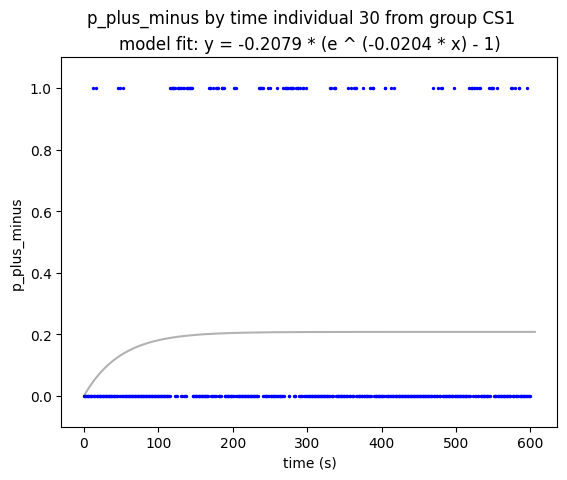 p_plus_minus by time individual 30 from group CS1
model fit: y = -0.2079 * (e ^ (-0.0204 * x) - 1)
1.0
0.8
0.6
0.4
0.2
0.0
p_plus_minus
0 100 200 300 400 500 600
time (s)